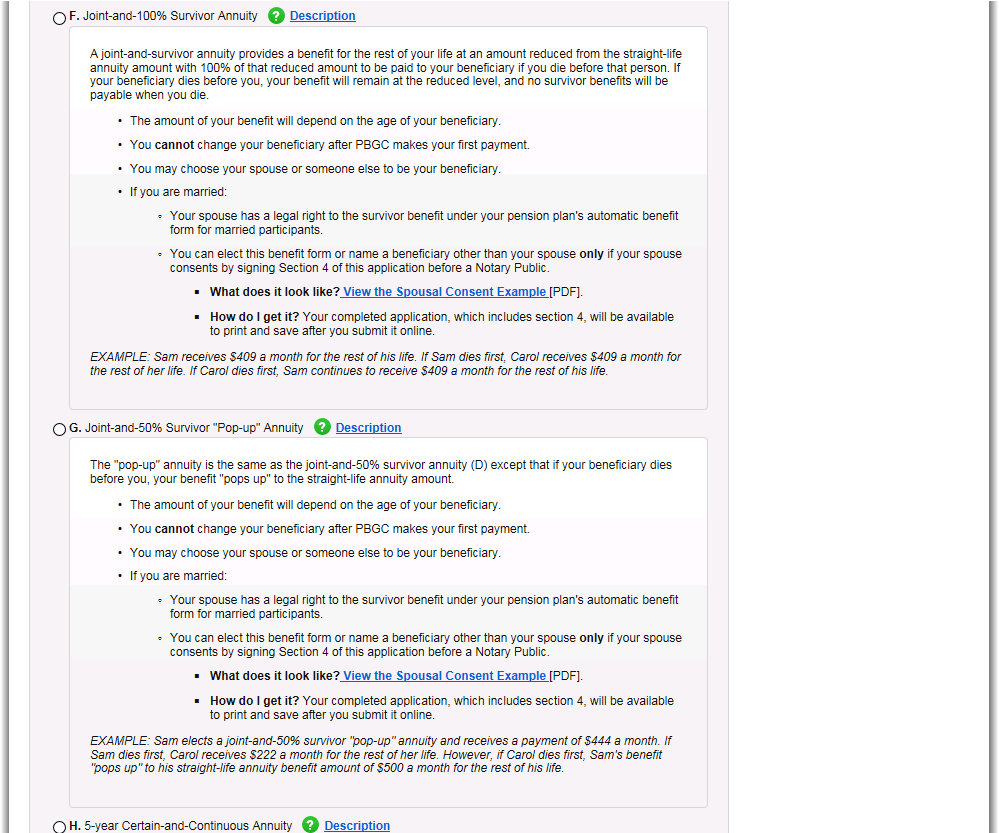 F. Joint-and-100% Survivor Annuity ? Description
A joint-and-survivor annuity provides a benefit for the rest of your life at an amount reduced from the straight-life
annuity amount with 100% of that reduced amount to be paid to your beneficiary if you die before that person. If
your beneficiary dies before you, your benefit will remain at the reduced level, and no survivor benefits will be
payable when you die.
• The amount of your benefit will depend on the age of your beneficiary.
• You cannot change your beneficiary after PBGC makes your first payment.
• You may choose your spouse or someone else to be your beneficiary.
• If you are married:
◦ Your spouse has a legal right to the survivor benefit under your pension plan's automatic benefit
form for married participants.
◦ You can elect this benefit form or name a beneficiary other than your spouse only if your spouse
consents by signing Section 4 of this application before a Notary Public.
▪ What does it look like? View the Spousal Consent Example [PDF].
▪ How do I get it? Your completed application, which includes section 4, will be available
to print and save after you submit it online.
EXAMPLE: Sam receives $409 a month for the rest of his life. If Sam dies first, Carol receives $409 a month for
the rest of her life. If Carol dies first, Sam continues to receive $409 a month for the rest of his life.
G. Joint-and-50% Survivor "Pop-up" Annuity ? Description
The "pop-up" annuity is the same as the joint-and-50% survivor annuity (D) except that if your beneficiary dies
before you, your benefit "pops up" to the straight-life annuity amount.
• The amount of your benefit will depend on the age of your beneficiary.
• You cannot change your beneficiary after PBGC makes your first payment.
• You may choose your spouse or someone else to be your beneficiary.
• If you are married:
◦ Your spouse has a legal right to the survivor benefit under your pension plan's automatic benefit
form for married participants.
◦ You can elect this benefit form or name a beneficiary other than your spouse only if your spouse
consents by signing Section 4 of this application before a Notary Public.
▪ What does it look like? View the Spousal Consent Example [PDF].
▪ How do I get it? Your completed application, which includes section 4, will be available
to print and save after you submit it online.
EXAMPLE: Sam elects a joint-and-50% survivor "pop-up" annuity and receives a payment of $444 a month. If
Sam dies first, Carol receives $222 a month for the rest of her life. However, if Carol dies first, Sam's benefit
"pops up" to his straight-life annuity benefit amount of $500 a month for the rest of his life.
H. 5-year Certain-and-Continuous Annuity ? Description